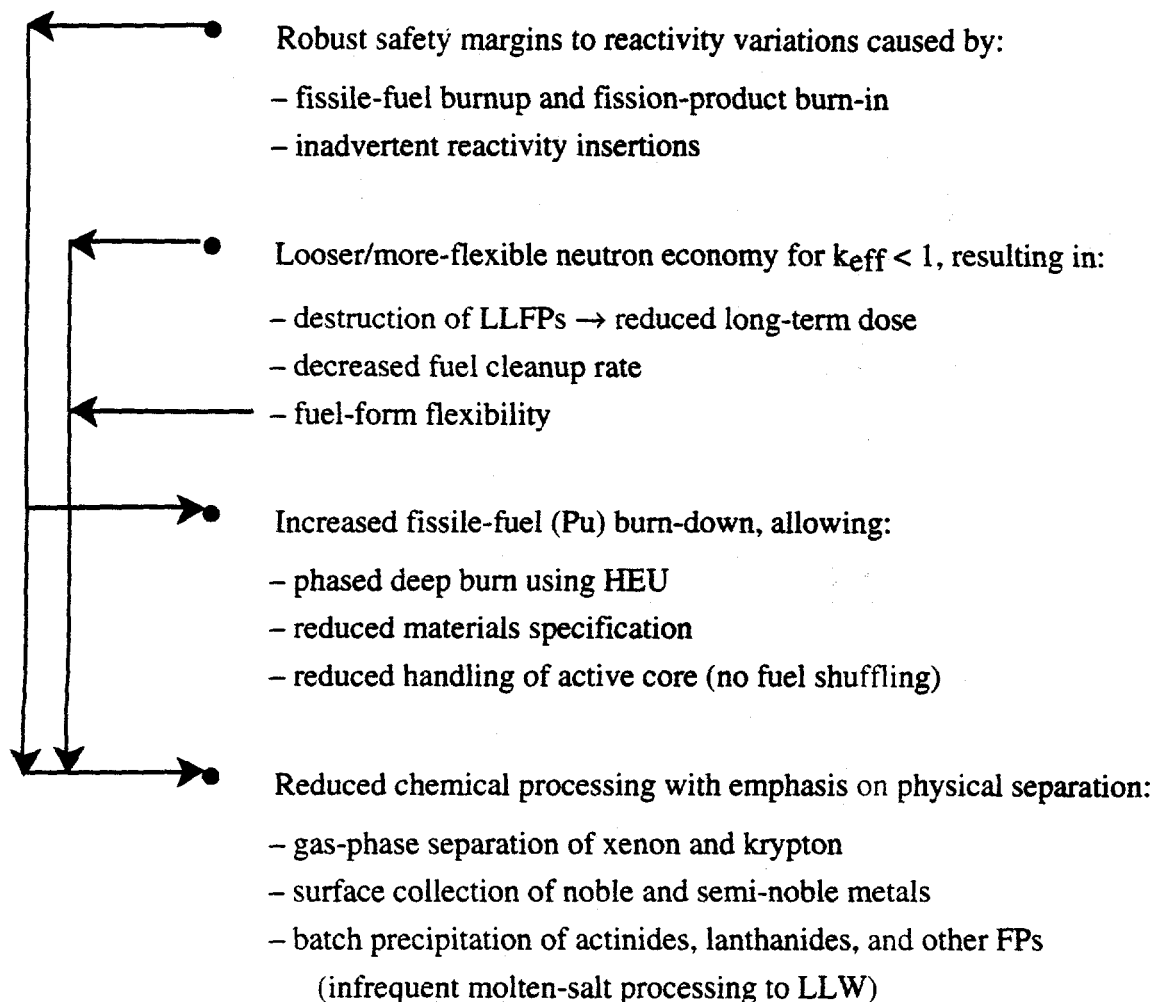 ● Robust safety margins to reactivity variations caused by:
– fissile-fuel burnup and fission-product burn-in
– inadvertent reactivity insertions
● Looser/more-flexible neutron economy for keff < 1, resulting in:
– destruction of LLFPs → reduced long-term dose
– decreased fuel cleanup rate
– fuel-form flexibility
● Increased fissile-fuel (Pu) burn-down, allowing:
– phased deep burn using HEU
– reduced materials specification
– reduced handling of active core (no fuel shuffling)
● Reduced chemical processing with emphasis on physical separation:
– gas-phase separation of xenon and krypton
– surface collection of noble and semi-noble metals
– batch precipitation of actinides, lanthanides, and other FPs
(infrequent molten-salt processing to LLW)